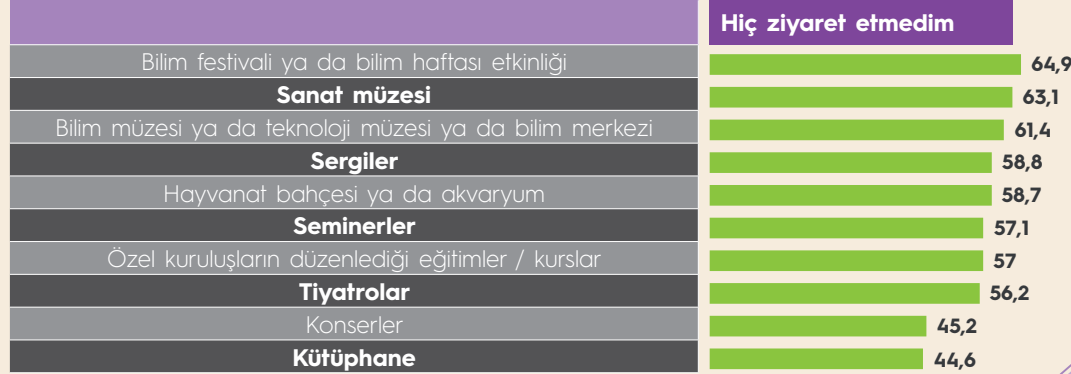 Hiç ziyaret etmedim
Bilim festivali ya da bilim haftası etkinliği 64,9
Sanat müzesi 63,1
Bilim müzesi ya da teknoloji müzesi ya da bilim merkezi 61,4
Sergiler 58,8
Hayvanat bahçesi ya da akvaryum 58,7
Seminerler 57,1
Özel kuruluşların düzenlediği eğitimler / kurslar 57
Tiyatrolar 56,2
Konserler 45,2
Kütüphane 44,6